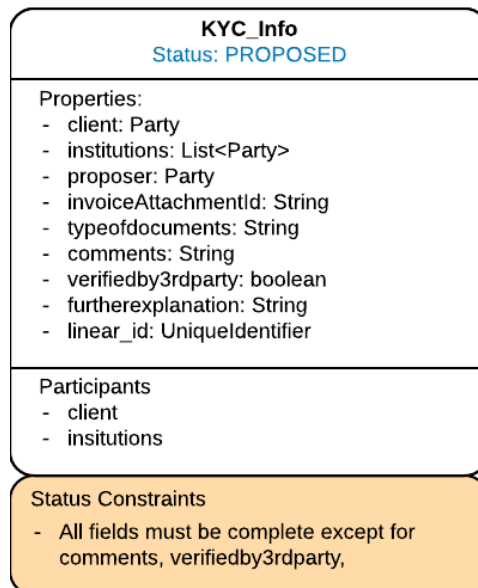 KYC_Info
Status: PROPOSED
Properties:
- client: Party
- institutions: List<Party>
- proposer: Party
- invoiceAttachmentId: String
- typeofdocuments: String
- comments: String
- verifiedby3rdparty: boolean
- furtherexplanation: String
- linear_id: UniqueIdentifier
Participants
- client
- insitutions
Status Constraints
- All fields must be complete except for
comments, verifiedby3rdparty,